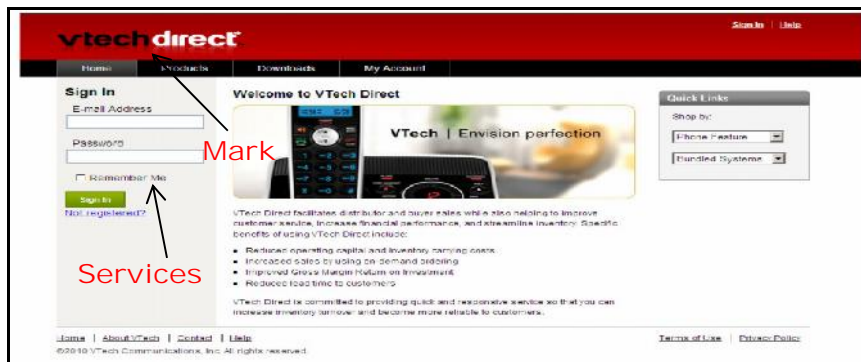 Sign In | Help
vtechdirect
Home Products Downloads My Account
Sign In
E-mail Address
Password
Remember Me
Sign In
Not registered?
Mark
Services
Welcome to VTech Direct
VTech | Envision perfection
VTech Direct facilitates distributor and buyer sales while also helping to improve
customer service, increase financial performance, and streamline inventory. Specific
benefits of using VTech Direct include:
Reduced operating capital and inventory carrying costs
Increased sales by using on-demand ordering
Improved Gross Margin Return on Investment
Reduced lead time to customers
VTech Direct is committed to providing quick and responsive service so that you can
increase inventory turnover and become more reliable to customers.
Quick Links
Shop by:
Phone Feature
Bundled Systems
Home | About VTech | Contact | Help
Terms of Use | Privacy Policy
©2010 VTech Communications, Inc. All rights reserved.